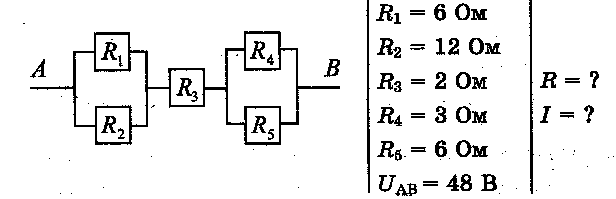 A
R₁
R₂
R₃
R₄
R₅
B
R₁ = 6 Ом
R₂ = 12 Ом
R₃ = 2 Ом
R₄ = 3 Ом
R₅ = 6 Ом
U_AB = 48 В
R = ?
I = ?